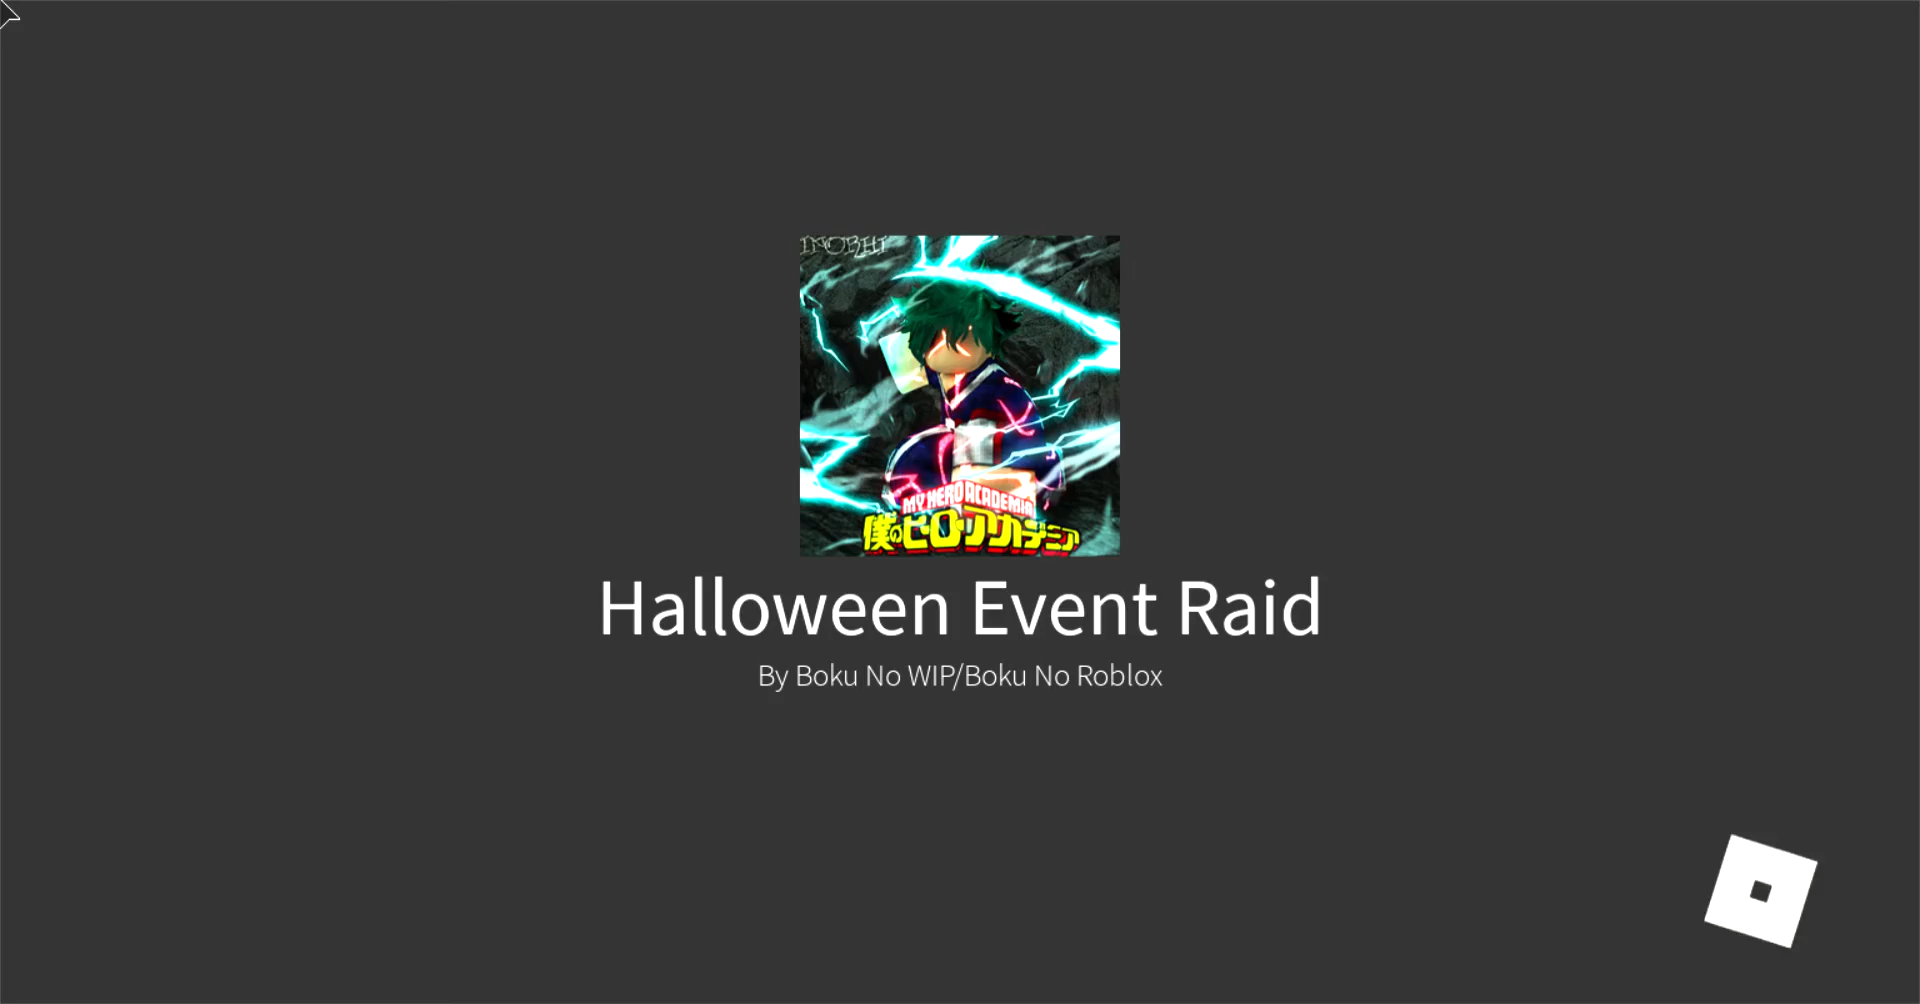 INORHI
MY HERO ACADEMIA
僕のヒーローアカデミア
Halloween Event Raid
By Boku No WIP/Boku No Roblox